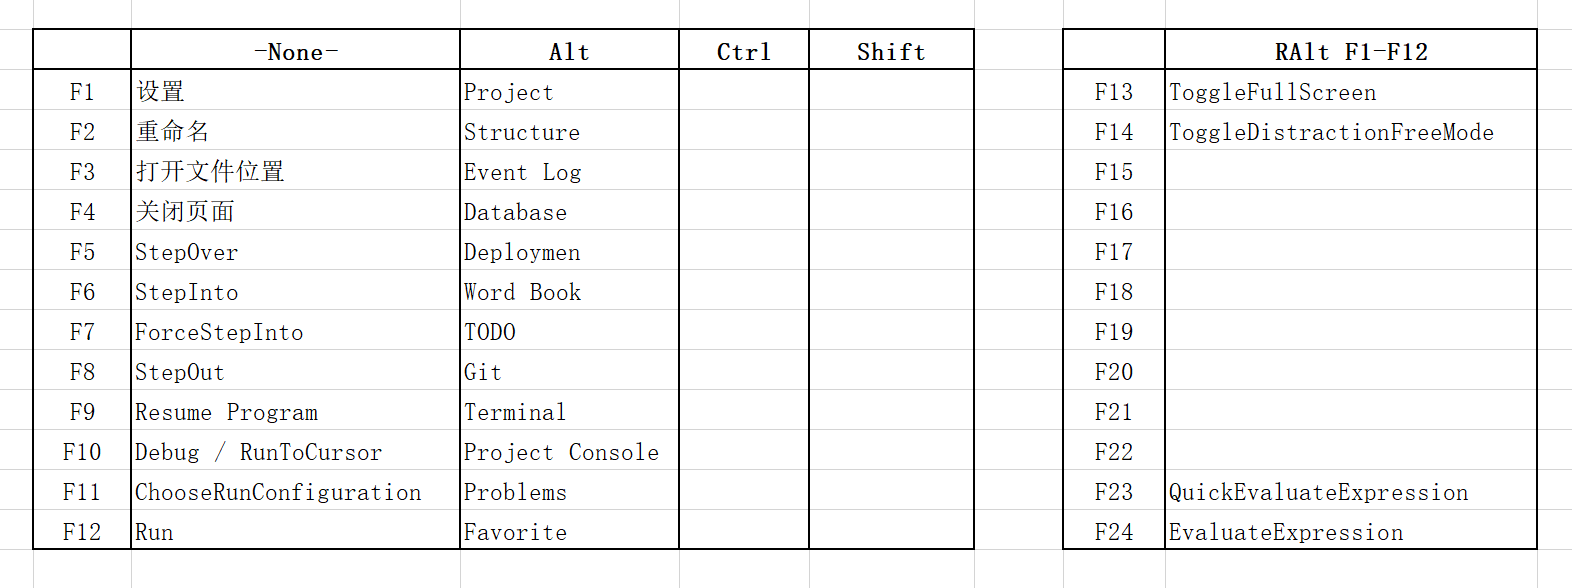 -None- Alt Ctrl Shift RAlt F1-F12
F1 设置 Project F13 ToggleFullScreen
F2 重命名 Structure F14 ToggleDistractionFreeMode
F3 打开文件位置 Event Log F15
F4 关闭页面 Database F16
F5 StepOver Deploymen F17
F6 StepInto Word Book F18
F7 ForceStepInto TODO F19
F8 StepOut Git F20
F9 Resume Program Terminal F21
F10 Debug / RunToCursor Project Console F22
F11 ChooseRunConfiguration Problems F23 QuickEvaluateExpression
F12 Run Favorite F24 EvaluateExpression